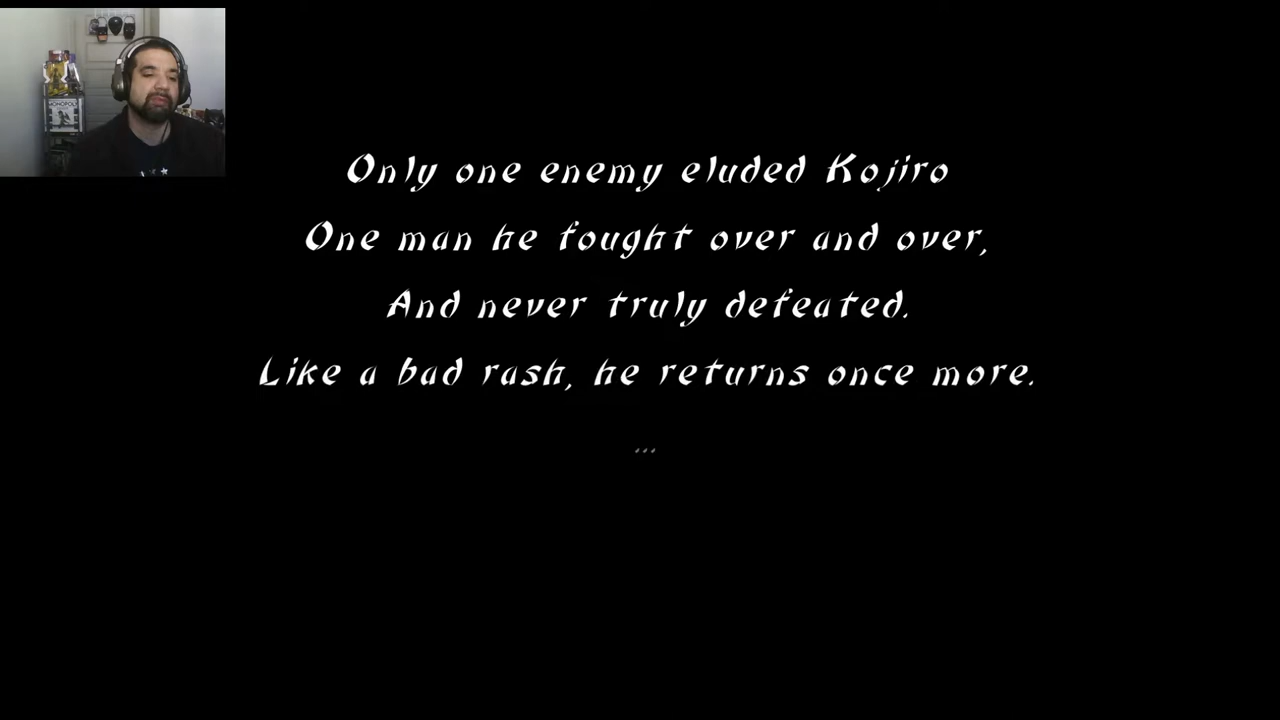 MONOPOLY
Only one enemy eluded Kojiro
One man he fought over and over,
And never truly defeated.
Like a bad rash, he returns once more.
...